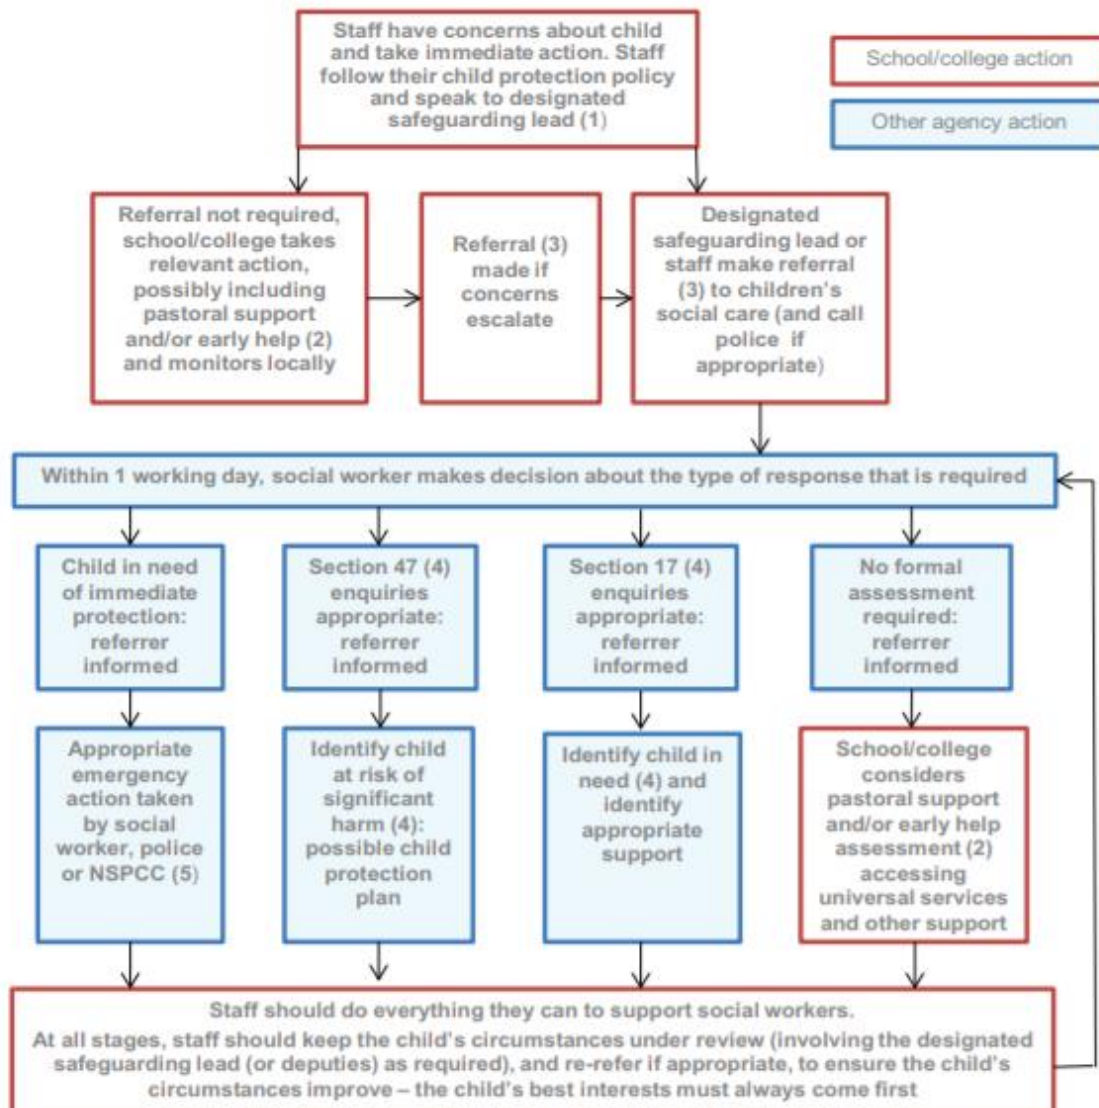 Staff have concerns about child
and take immediate action. Staff
follow their child protection policy
and speak to designated
safeguarding lead (1)
School/college action
Other agency action
Referral not required,
school/college takes
relevant action,
possibly including
pastoral support
and/or early help (2)
and monitors locally
Referral (3)
made if
concerns
escalate
Designated
safeguarding lead or
staff make referral
(3) to children's
social care (and call
police if
appropriate)
Within 1 working day, social worker makes decision about the type of response that is required
Child in need
of immediate
protection:
referrer
informed
Section 47 (4)
enquiries
appropriate:
referrer
informed
Section 17 (4)
enquiries
appropriate:
referrer
informed
No formal
assessment
required:
referrer
informed
Appropriate
emergency
action taken
by social
worker, police
or NSPCC (5)
Identify child
at risk of
significant
harm (4):
possible child
protection
plan
Identify child in
need (4) and
identify
appropriate
support
School/college
considers
pastoral support
and/or early help
assessment (2)
accessing
universal services
and other support
Staff should do everything they can to support social workers.
At all stages, staff should keep the child's circumstances under review (involving the designated
safeguarding lead (or deputies) as required), and re-refer if appropriate, to ensure the child's
circumstances improve – the child's best interests must always come first